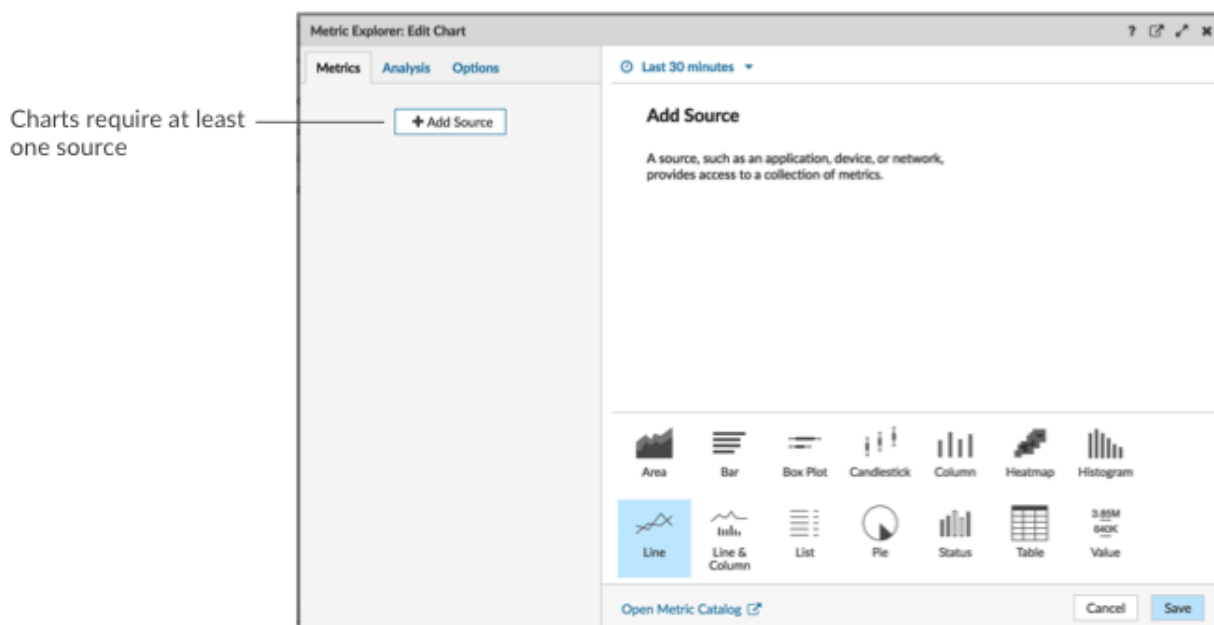 Metric Explorer: Edit Chart
?
Metrics Analysis Options
Last 30 minutes
Charts require at least
one source
+ Add Source
Add Source
A source, such as an application, device, or network,
provides access to a collection of metrics.
Area Bar Box Plot Candlestick Column Heatmap Histogram
3.85M
640K
Line Line & Column List Pie Status Table Value
Open Metric Catalog
Cancel Save